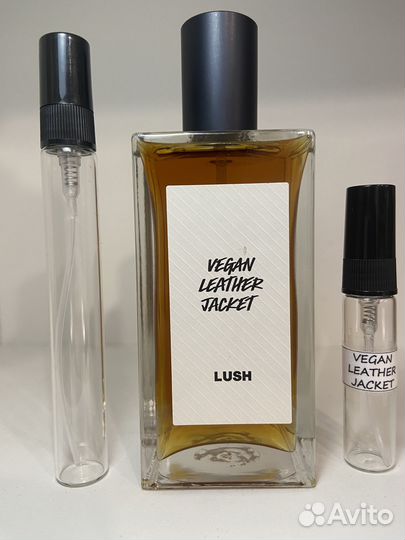 VEGAN
LEATHER
JACKET
LUSH
VEGAN
LEATHER
JACKET
Avito